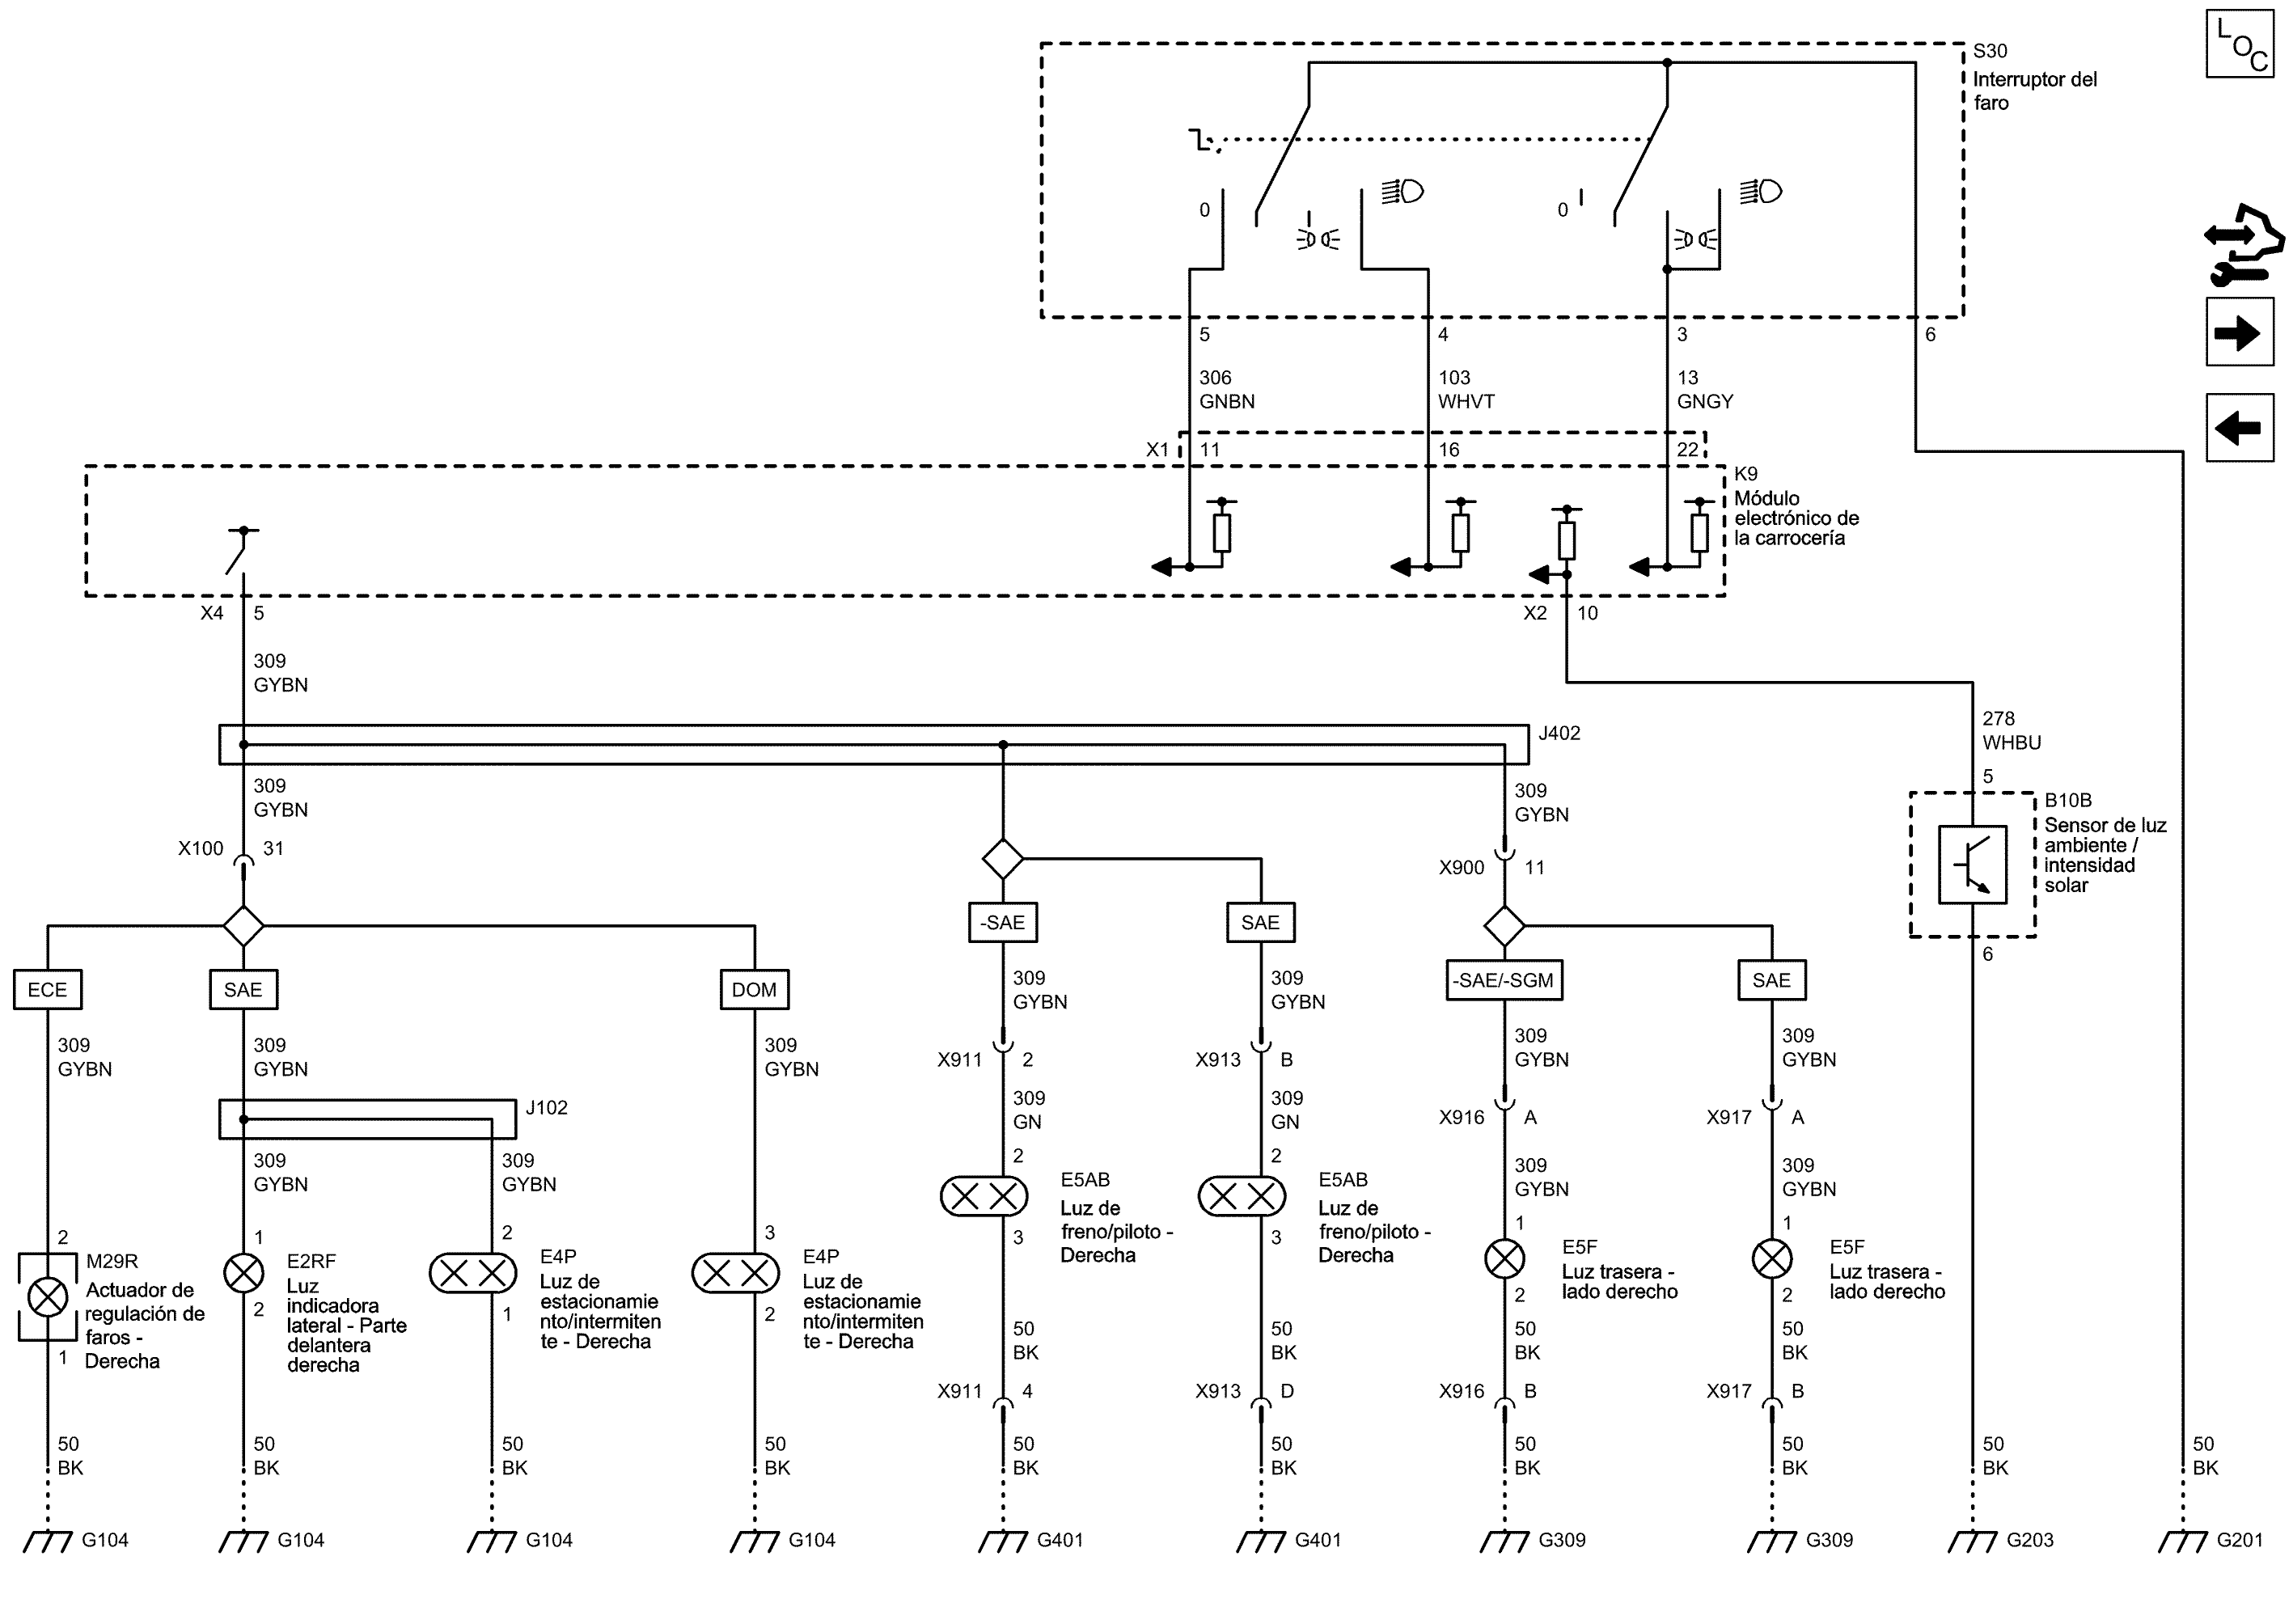 LOC
S30
Interruptor del
faro
0
0
5
4
3
6
306
GNBN
103
WHVT
13
GNGY
X1
11
16
22
K9
Módulo
electrónico de
la carrocería
X4
5
X2
10
309
GYBN
J402
278
WHBU
309
GYBN
309
GYBN
5
B10B
Sensor de luz
ambiente /
intensidad
solar
6
X100
31
X900
11
ECE
SAE
DOM
-SAE
SAE
-SAE/-SGM
SAE
309
GYBN
309
GYBN
309
GYBN
309
GYBN
309
GYBN
309
GYBN
309
GYBN
X911
2
X913
B
X916
A
X917
A
J102
309
GYBN
309
GYBN
309
GN
309
GN
309
GYBN
309
GYBN
2
M29R
Actuador de
regulación de
faros -
Derecha
1
1
E2RF
Luz
indicadora
lateral - Parte
delantera
derecha
2
2
E4P
Luz de
estacionamie
nto/intermiten
te - Derecha
1
3
E4P
Luz de
estacionamie
nto/intermiten
te - Derecha
2
2
E5AB
Luz de
freno/piloto -
Derecha
3
2
E5AB
Luz de
freno/piloto -
Derecha
3
1
E5F
Luz trasera -
lado derecho
2
1
E5F
Luz trasera -
lado derecho
2
50
BK
50
BK
50
BK
50
BK
X911
4
X913
D
X916
B
X917
B
50
BK
50
BK
50
BK
50
BK
50
BK
50
BK
50
BK
50
BK
50
BK
50
BK
G104
G104
G104
G104
G401
G401
G309
G309
G203
G201